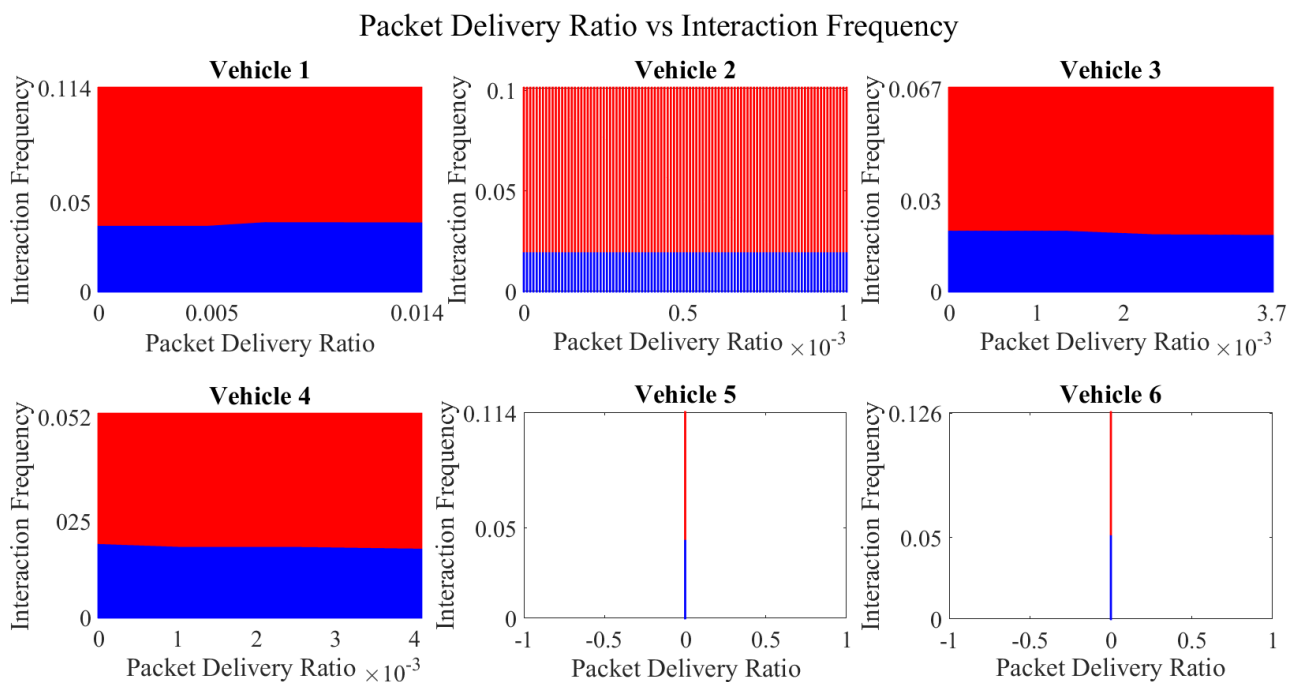 Packet Delivery Ratio vs Interaction Frequency
Vehicle 1
Interaction Frequency
0.114
0.05
0
0 0.005 0.014
Packet Delivery Ratio
Vehicle 2
Interaction Frequency
0.1
0.05
0
0 0.5 1
Packet Delivery Ratio ×10⁻³
Vehicle 3
Interaction Frequency
0.067
0.03
0
0 1 2 3.7
Packet Delivery Ratio ×10⁻³
Vehicle 4
Interaction Frequency
0.052
025
0
0 1 2 3 4
Packet Delivery Ratio ×10⁻³
Vehicle 5
Interaction Frequency
0.114
0.05
0
-1 -0.5 0 0.5 1
Packet Delivery Ratio
Vehicle 6
Interaction Frequency
0.126
0.05
0
-1 -0.5 0 0.5 1
Packet Delivery Ratio